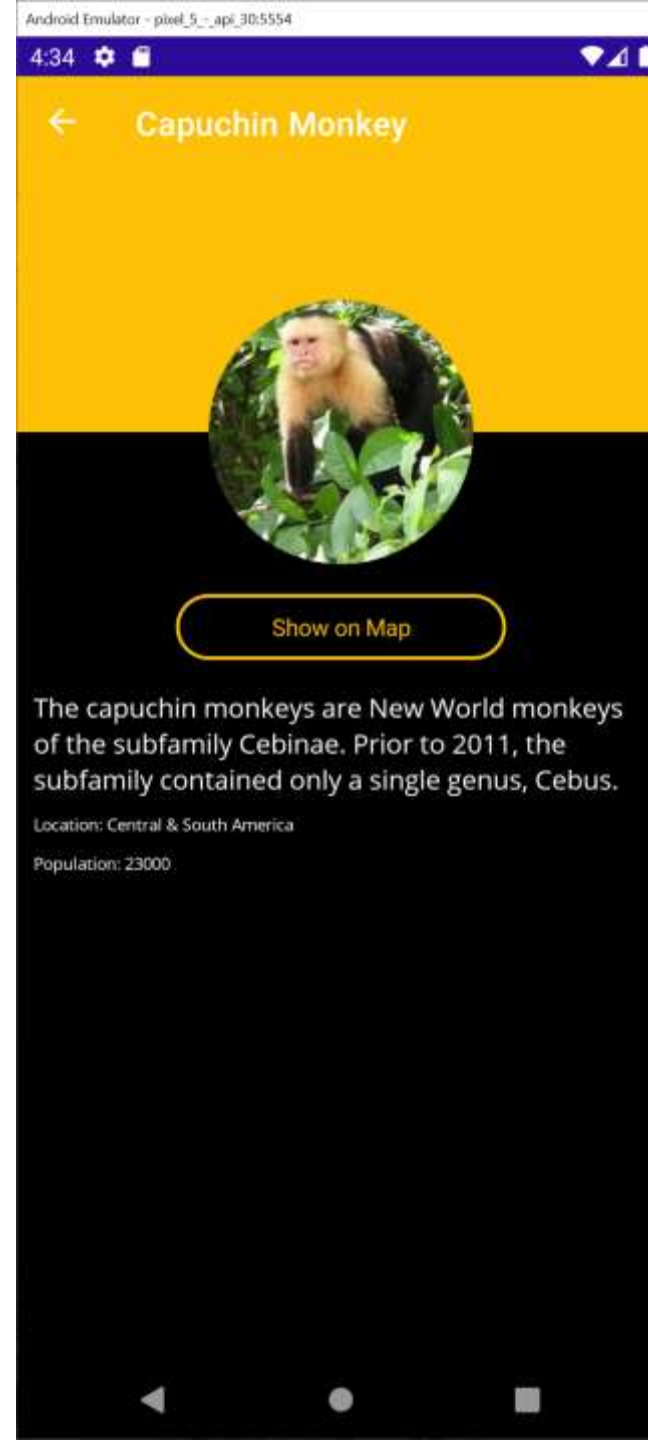 Android Emulator - pixel_5_-_api_30:5554
4:34
Capuchin Monkey
Show on Map
The capuchin monkeys are New World monkeys
of the subfamily Cebinae. Prior to 2011, the
subfamily contained only a single genus, Cebus.
Location: Central & South America
Population: 23000